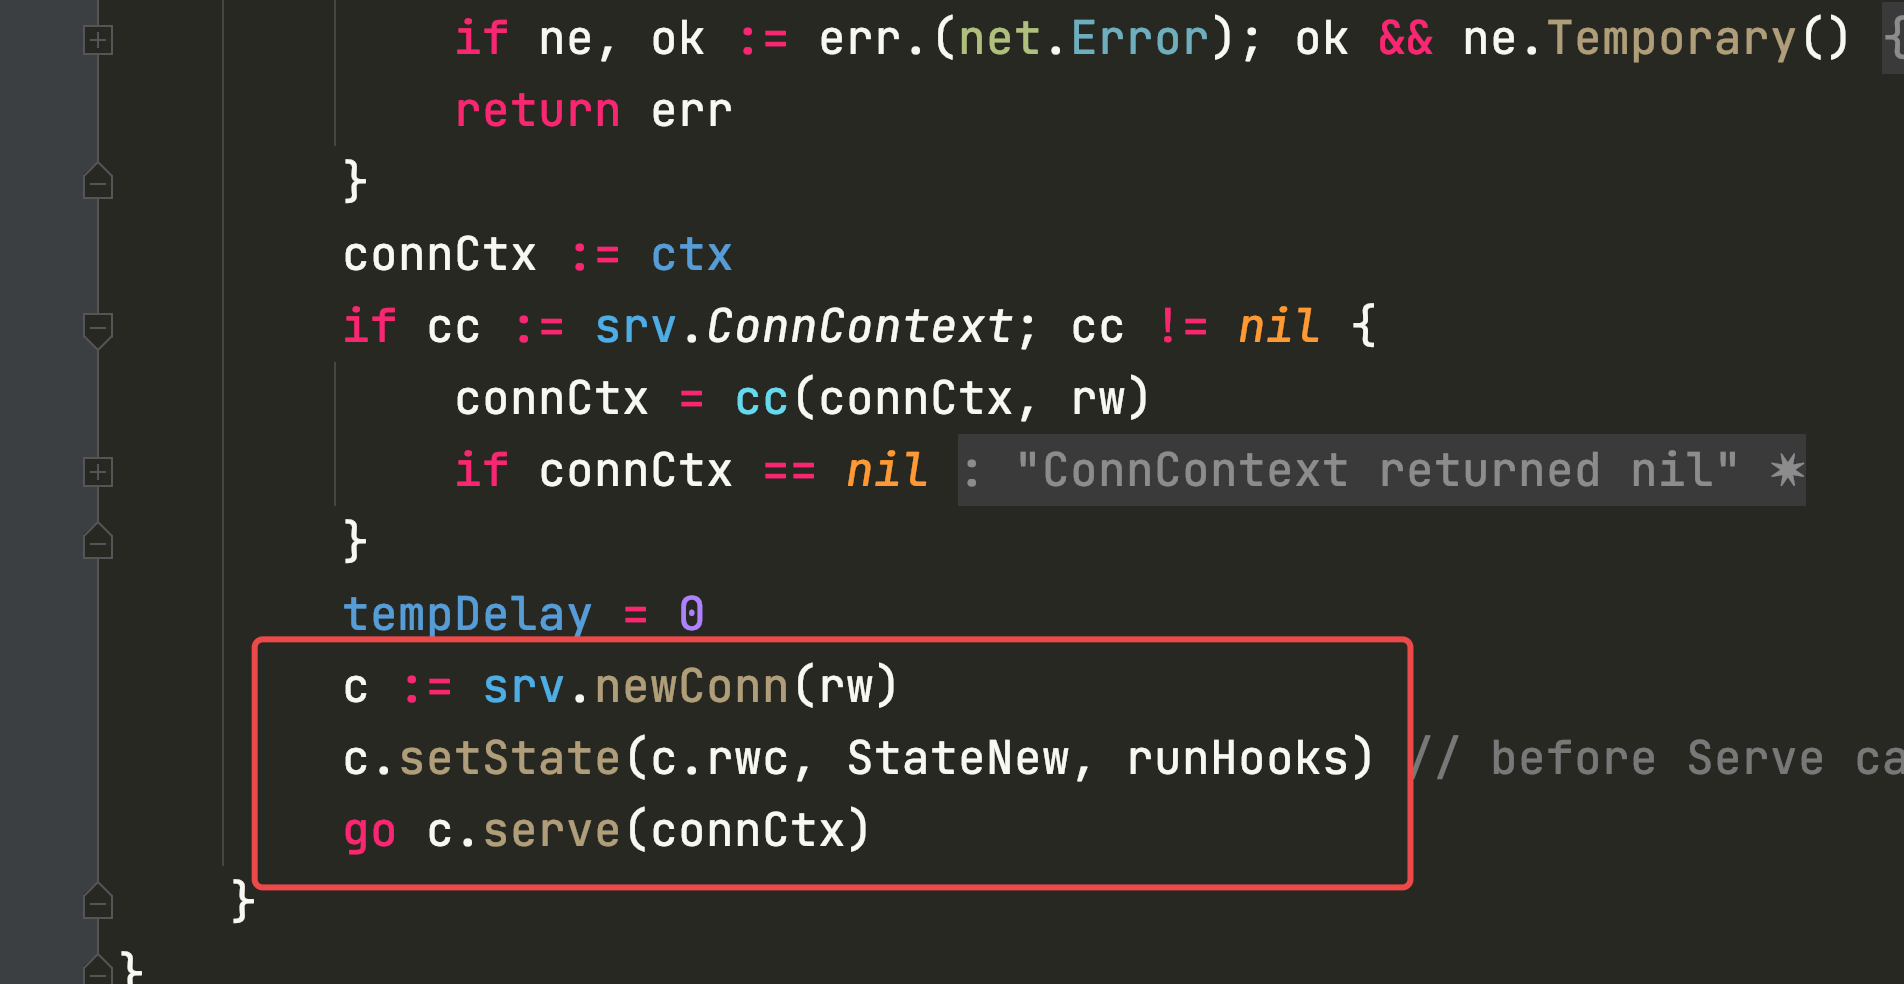 if ne, ok := err.(net.Error); ok && ne.Temporary() {
return err
}
connCtx := ctx
if cc := srv.ConnContext; cc != nil {
connCtx = cc(connCtx, rw)
if connCtx == nil : "ConnContext returned nil" ✷
}
tempDelay = 0
c := srv.newConn(rw)
c.setState(c.rwc, StateNew, runHooks) // before Serve ca
go c.serve(connCtx)
}
}